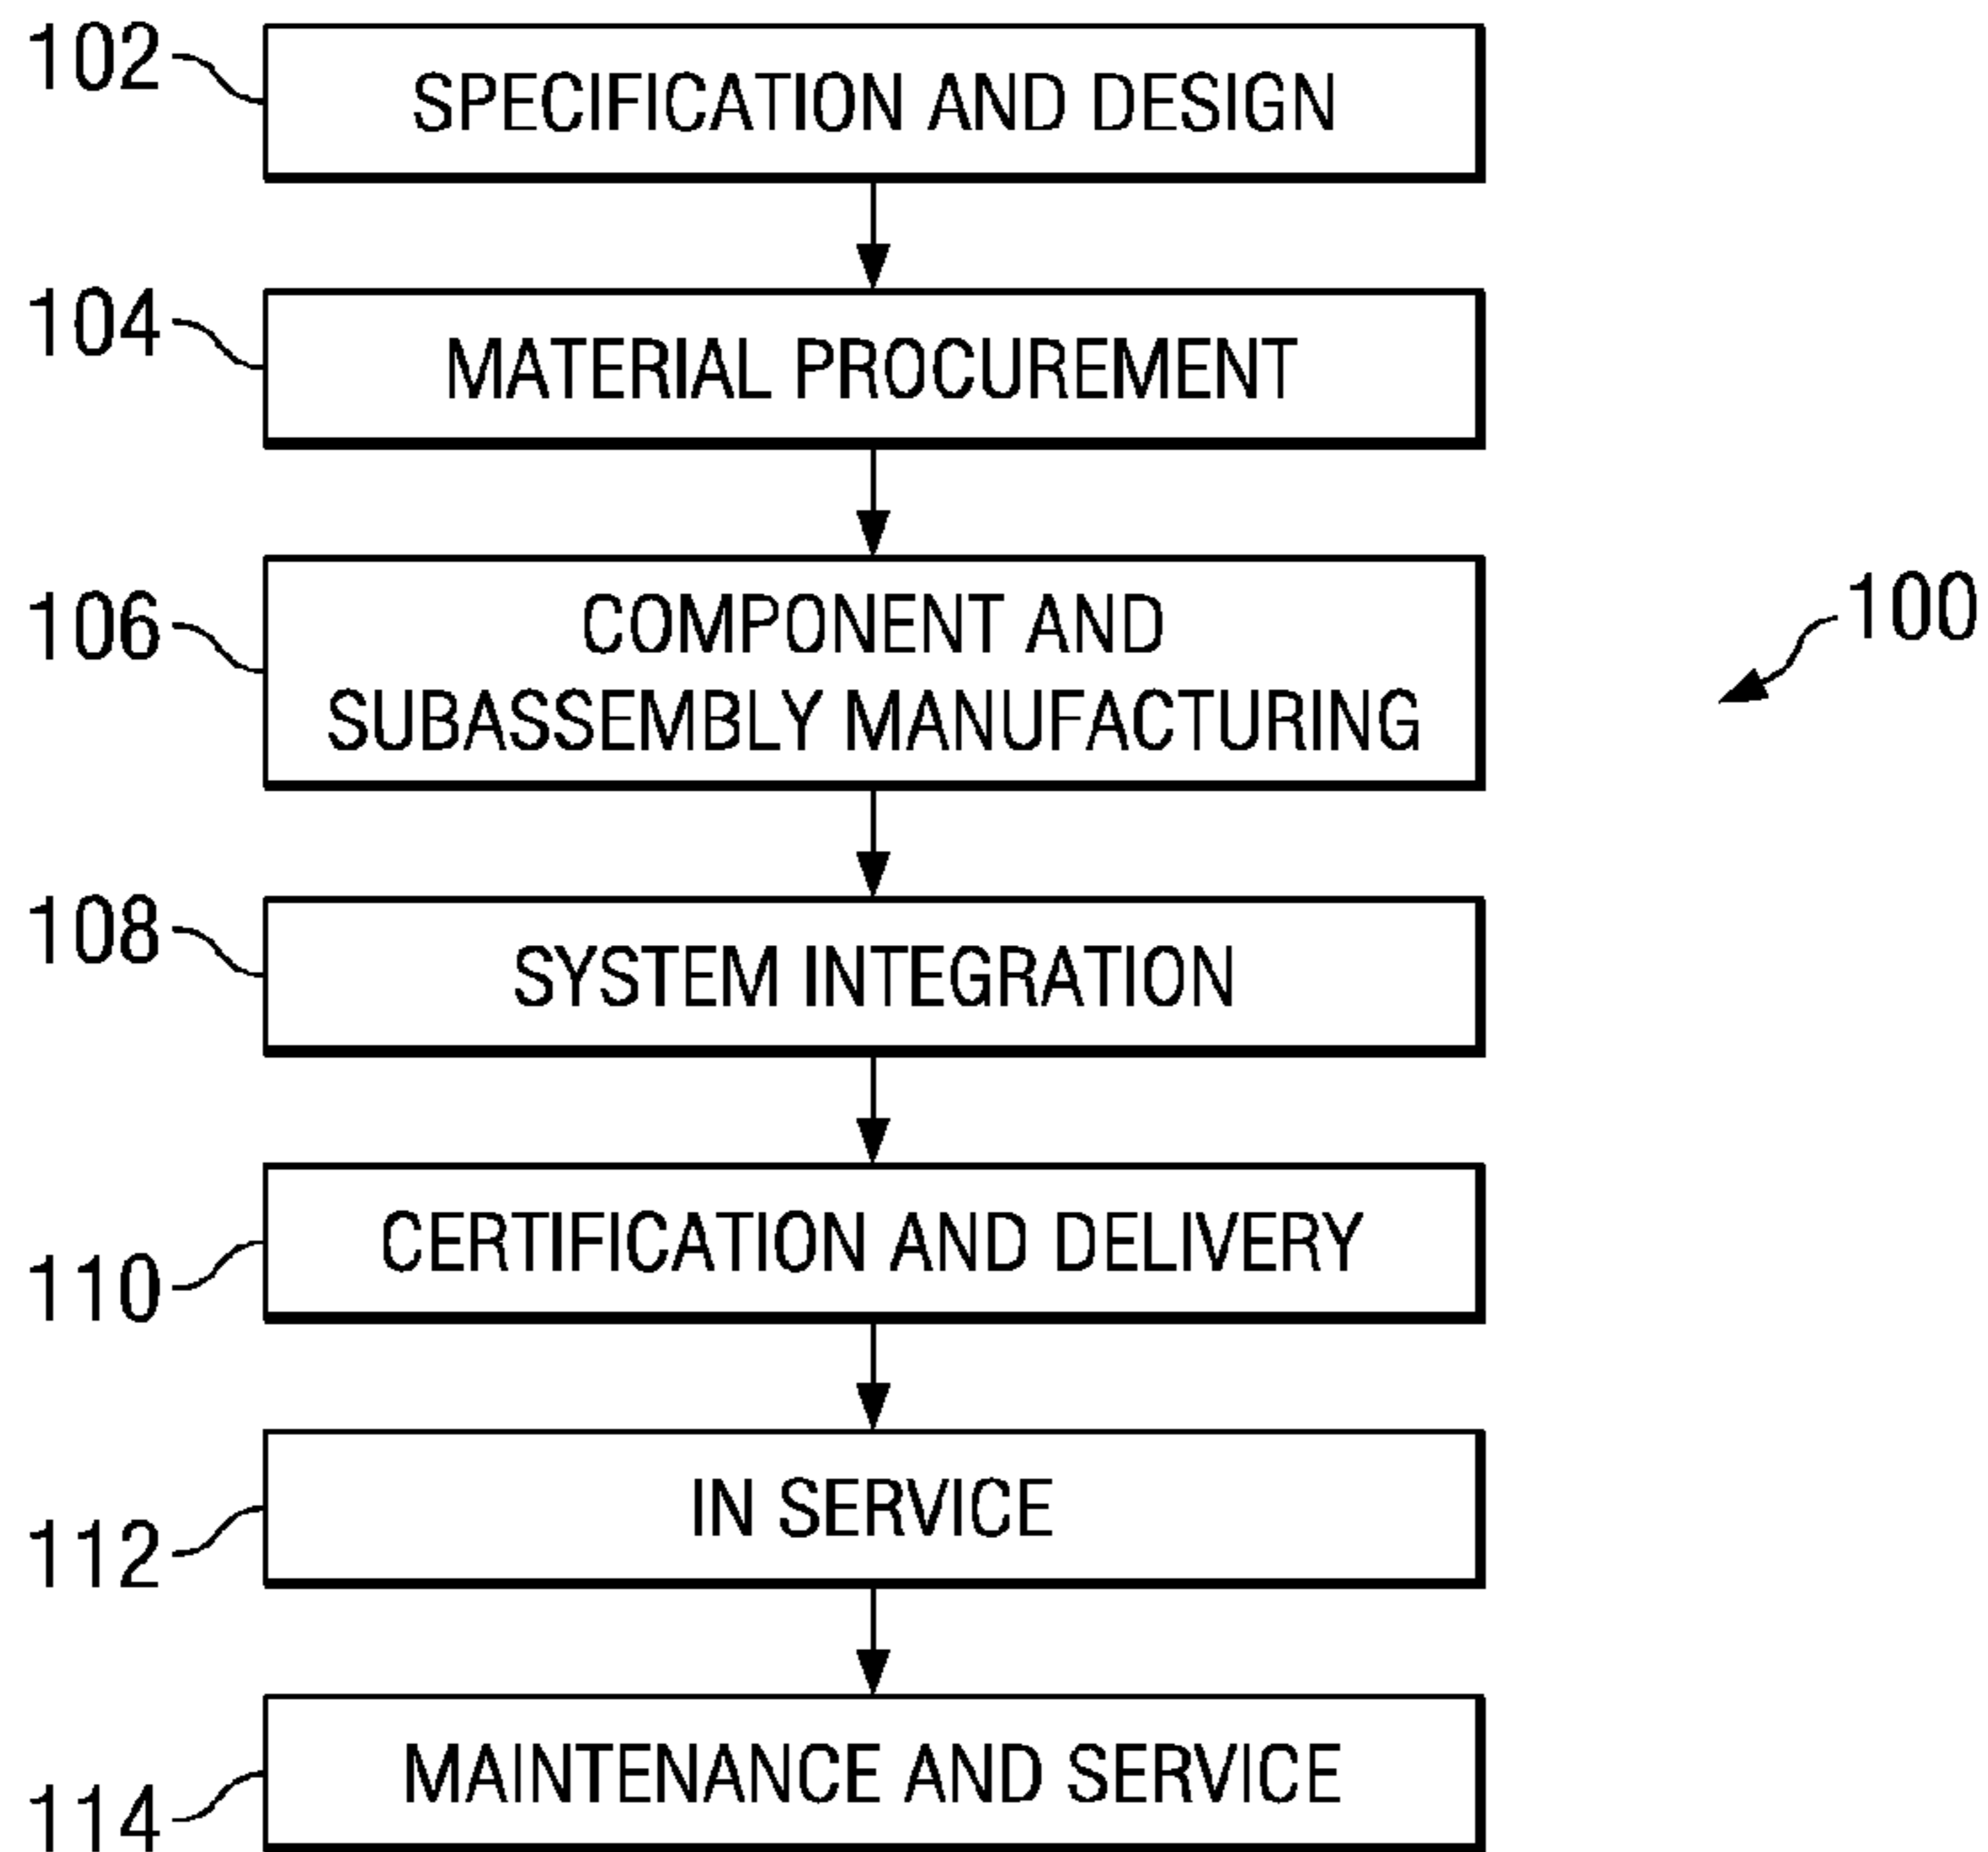 102
SPECIFICATION AND DESIGN
104
MATERIAL PROCUREMENT
106
COMPONENT AND
SUBASSEMBLY MANUFACTURING
100
108
SYSTEM INTEGRATION
110
CERTIFICATION AND DELIVERY
112
IN SERVICE
114
MAINTENANCE AND SERVICE